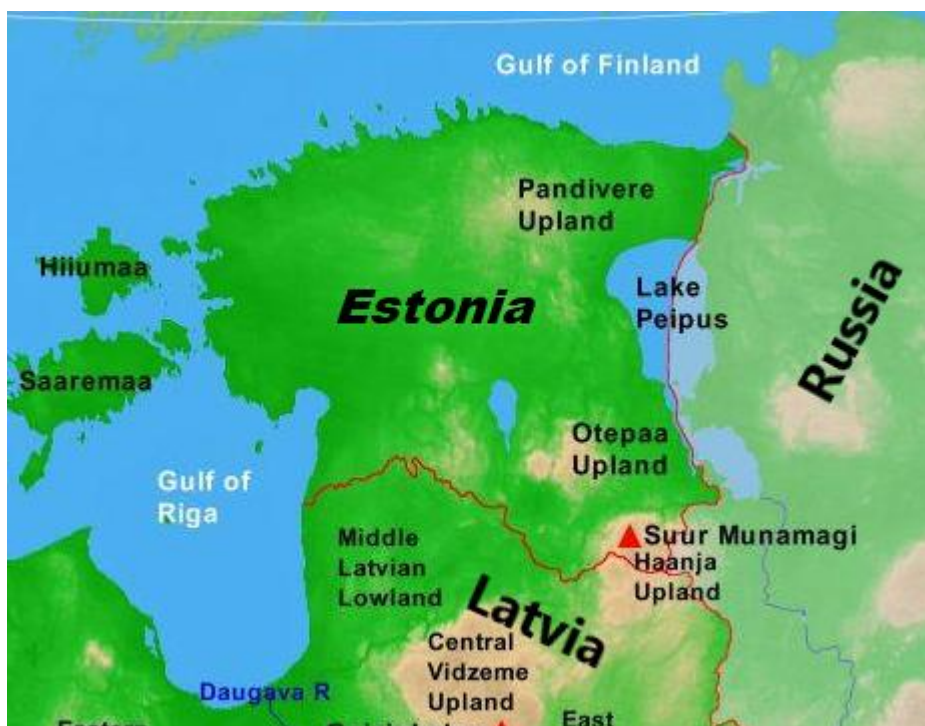 Gulf of Finland
Pandivere
Upland
Hiiumaa
Estonia
Lake
Peipus
Russia
Saaremaa
Otepaa
Upland
Gulf of
Riga
Suur Munamagi
Middle
Latvian
Lowland
Haanja
Upland
Latvia
Central
Vidzeme
Upland
Daugava R
East